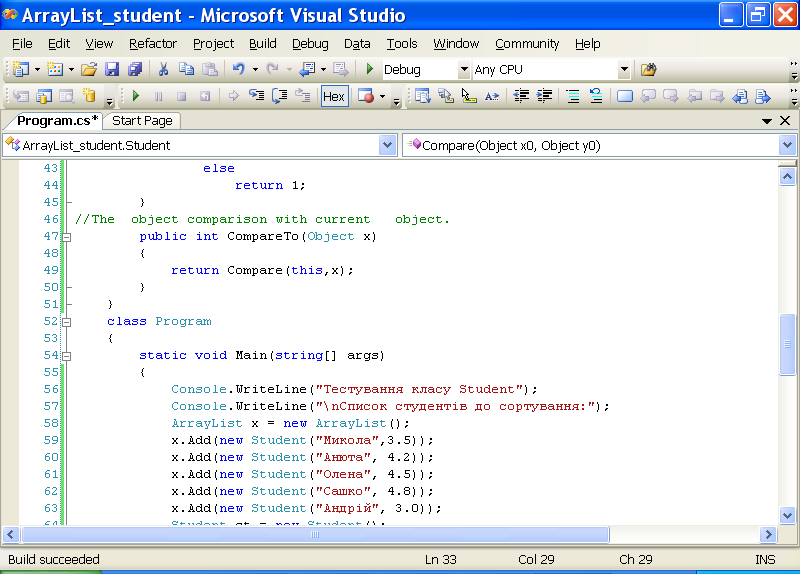 ArrayList_student - Microsoft Visual Studio
File Edit View Refactor Project Build Debug Data Tools Window Community Help
Debug Any CPU
Hex
Program.cs* Start Page
ArrayList_student.Student Compare(Object x0, Object y0)
43 else
44 return 1;
45 }
46 //The object comparison with current object.
47 public int CompareTo(Object x)
48 {
49 return Compare(this,x);
50 }
51 }
52 class Program
53 {
54 static void Main(string[] args)
55 {
56 Console.WriteLine("Тестування класу Student");
57 Console.WriteLine("\nСписок студентів до сортування:");
58 ArrayList x = new ArrayList();
59 x.Add(new Student("Микола",3.5));
60 x.Add(new Student("Анюта", 4.2));
61 x.Add(new Student("Олена", 4.5));
62 x.Add(new Student("Сашко", 4.8));
63 x.Add(new Student("Андрій", 3.0));
64 Student st = new Student();
Build succeeded Ln 33 Col 29 Ch 29 INS